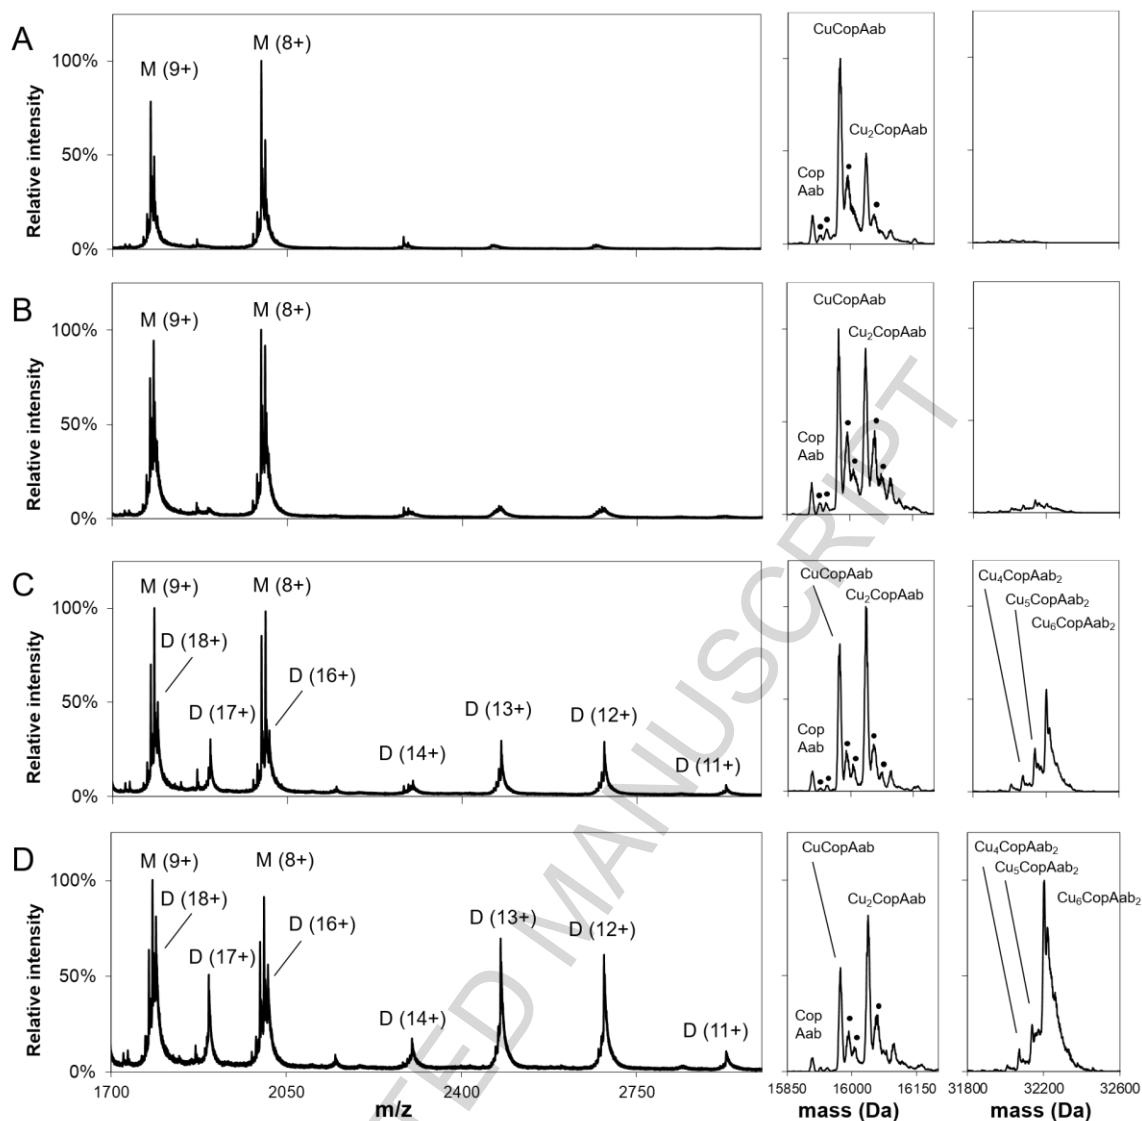 A
Relative intensity
100%
50%
0%
M (9+)
M (8+)
CuCopAab
Cu₂CopAab
Cop
Aab
B
Relative intensity
100%
50%
0%
M (9+)
M (8+)
CuCopAab
Cu₂CopAab
Cop
Aab
C
Relative intensity
100%
50%
0%
M (9+)
D (18+)
D (17+)
M (8+)
D (16+)
D (14+)
D (13+)
D (12+)
D (11+)
CuCopAab
Cu₂CopAab
Cop
Aab
Cu₄CopAab₂
Cu₅CopAab₂
Cu₆CopAab₂
D
Relative intensity
100%
50%
0%
M (9+)
D (18+)
D (17+)
M (8+)
D (16+)
D (14+)
D (13+)
D (12+)
D (11+)
CuCopAab
Cu₂CopAab
Cop
Aab
Cu₄CopAab₂
Cu₅CopAab₂
Cu₆CopAab₂
1700 2050 2400 2750
m/z
15850 16000 16150
mass (Da)
31800 32200 32600
mass (Da)
TED MANUSCRIPT